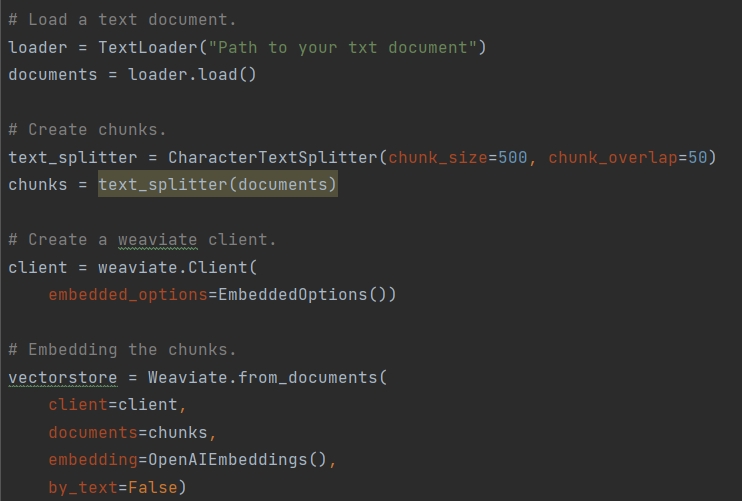 # Load a text document.
loader = TextLoader("Path to your txt document")
documents = loader.load()
# Create chunks.
text_splitter = CharacterTextSplitter(chunk_size=500, chunk_overlap=50)
chunks = text_splitter(documents)
# Create a weaviate client.
client = weaviate.Client(
    embedded_options=EmbeddedOptions())
# Embedding the chunks.
vectorstore = Weaviate.from_documents(
    client=client,
    documents=chunks,
    embedding=OpenAIEmbeddings(),
    by_text=False)